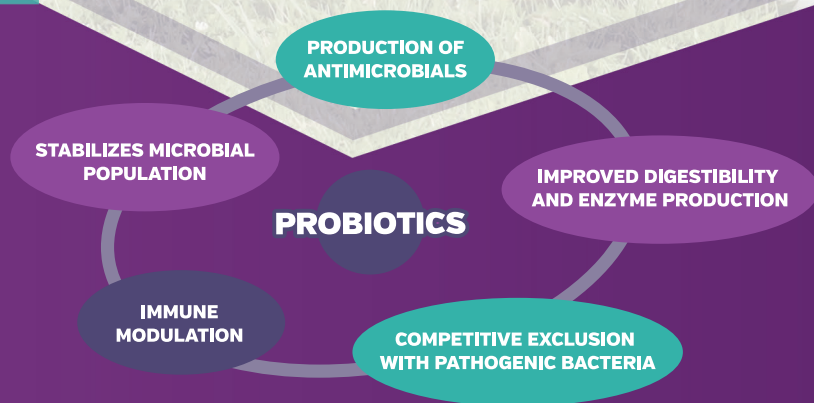 PRODUCTION OF
ANTIMICROBIALS
STABILIZES MICROBIAL
POPULATION
IMPROVED DIGESTIBILITY
AND ENZYME PRODUCTION
PROBIOTICS
IMMUNE
MODULATION
COMPETITIVE EXCLUSION
WITH PATHOGENIC BACTERIA